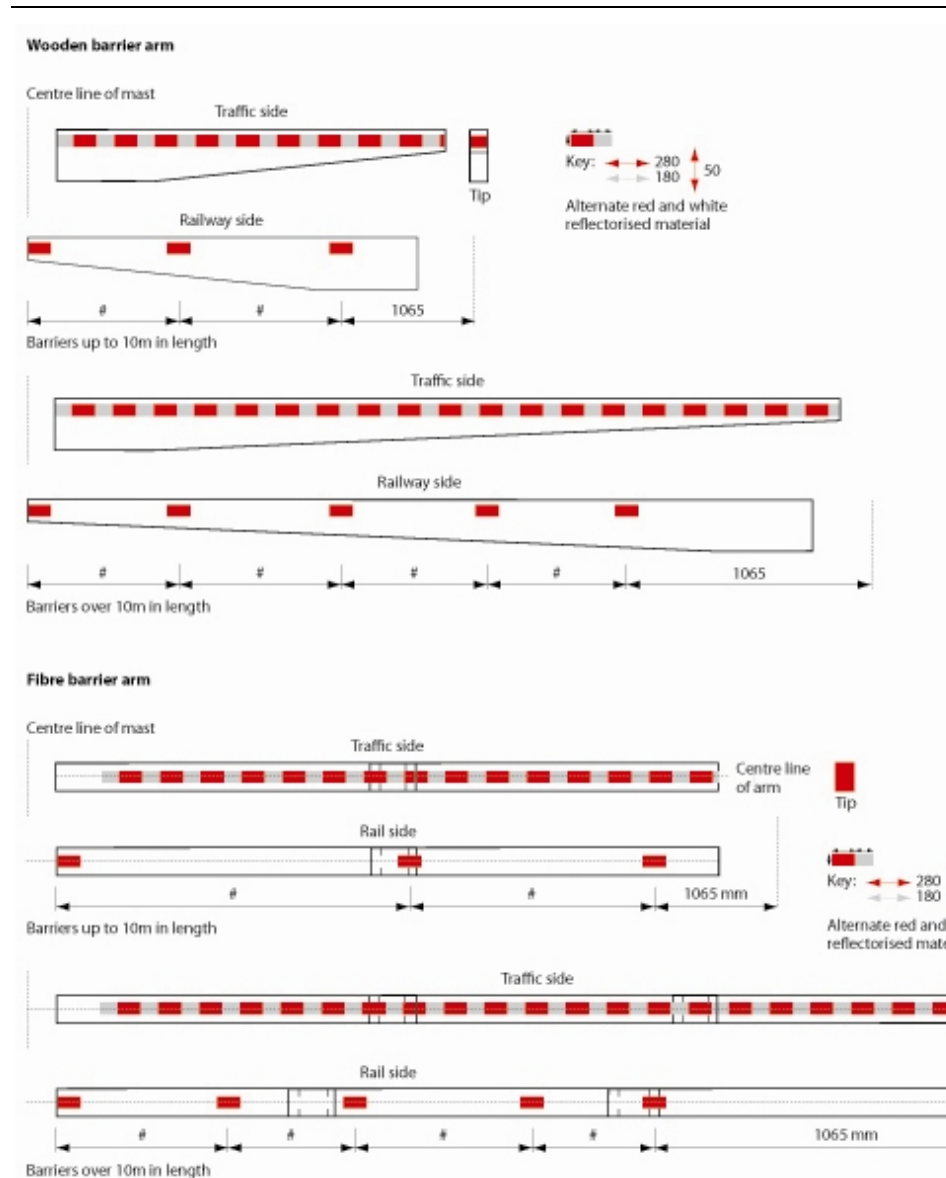 Wooden barrier arm
Centre line of mast
Traffic side
Tip
Key: 280
180
50
Alternate red and white
reflectorised material
Railway side
# # 1065
Barriers up to 10m in length
Traffic side
Railway side
# # # # 1065
Barriers over 10m in length
Fibre barrier arm
Centre line of mast
Traffic side
Centre line
of arm
Tip
Rail side
Key: 280
180
# # 1065 mm
Barriers up to 10m in length
Alternate red and
reflectorised mate
Traffic side
Rail side
# # # # 1065 mm
Barriers over 10m in length